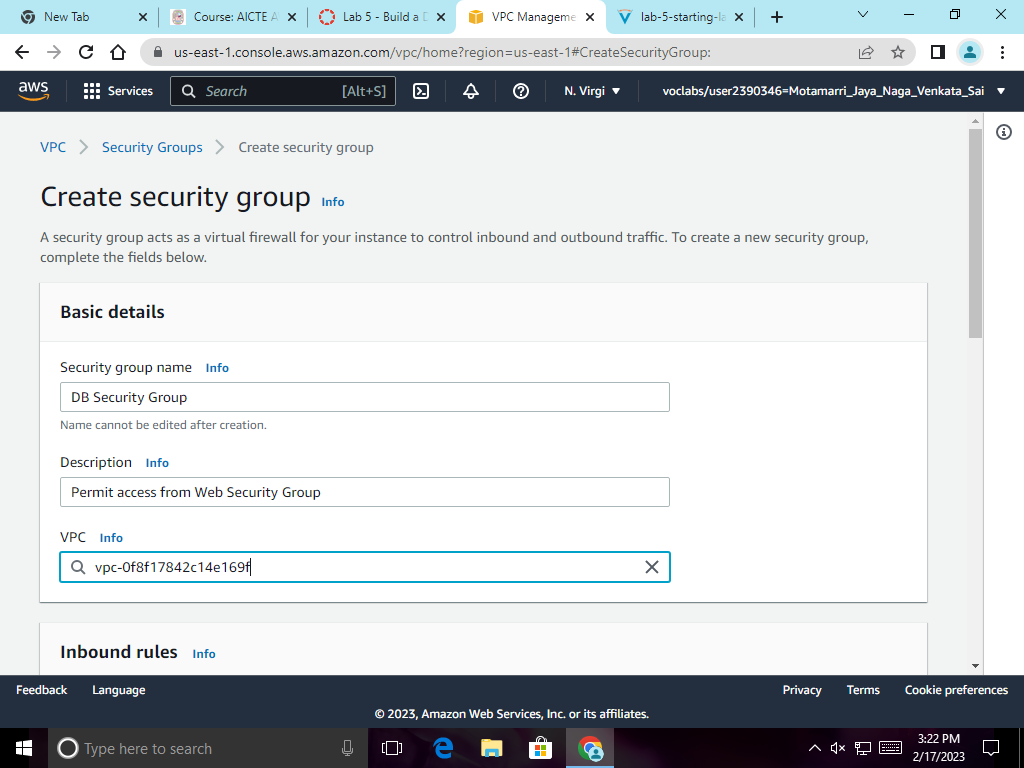 New Tab
Course: AICTE A
Lab 5 - Build a D
VPC Manageme
lab-5-starting-la
us-east-1.console.aws.amazon.com/vpc/home?region=us-east-1#CreateSecurityGroup:
aws
Services
Search
[Alt+S]
N. Virgi
voclabs/user2390346=Motamarri_Jaya_Naga_Venkata_Sai
VPC
Security Groups
Create security group
Create security group Info
A security group acts as a virtual firewall for your instance to control inbound and outbound traffic. To create a new security group,
complete the fields below.
Basic details
Security group name Info
DB Security Group
Name cannot be edited after creation.
Description Info
Permit access from Web Security Group
VPC Info
vpc-0f8f17842c14e169f
Inbound rules Info
Feedback
Language
Privacy
Terms
Cookie preferences
© 2023, Amazon Web Services, Inc. or its affiliates.
Type here to search
3:22 PM
2/17/2023